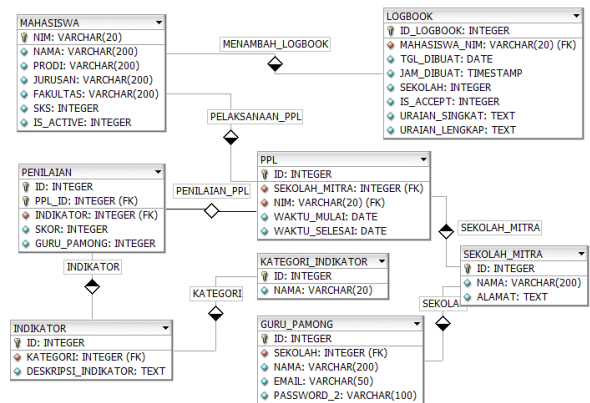 MAHASISWA
NIM: VARCHAR(20)
NAMA: VARCHAR(200)
PRODI: VARCHAR(200)
JURUSAN: VARCHAR(200)
FAKULTAS: VARCHAR(200)
SKS: INTEGER
IS_ACTIVE: INTEGER
MENAMBAH_LOGBOOK
LOGBOOK
ID_LOGBOOK: INTEGER
MAHASISWA_NIM: VARCHAR(20) (FK)
TGL_DIBUAT: DATE
JAM_DIBUAT: TIMESTAMP
SEKOLAH: INTEGER
IS_ACCEPT: INTEGER
URAIAN_SINGKAT: TEXT
URAIAN_LENGKAP: TEXT
PELAKSANAAN_PPL
PENILAIAN
ID: INTEGER
PPL_ID: INTEGER (FK)
INDIKATOR: INTEGER (FK)
SKOR: INTEGER
GURU_PAMONG: INTEGER
PENILAIAN_PPL
PPL
ID: INTEGER
SEKOLAH_MITRA: INTEGER (FK)
NIM: VARCHAR(20) (FK)
WAKTU_MULAI: DATE
WAKTU_SELESAI: DATE
SEKOLAH_MITRA
SEKOLAH_MITRA
ID: INTEGER
NAMA: VARCHAR(200)
ALAMAT: TEXT
INDIKATOR
KATEGORI_INDIKATOR
ID: INTEGER
NAMA: VARCHAR(20)
KATEGORI
SEKOLA
INDIKATOR
ID: INTEGER
KATEGORI: INTEGER (FK)
DESKRIPSI_INDIKATOR: TEXT
GURU_PAMONG
ID: INTEGER
SEKOLAH: INTEGER (FK)
NAMA: VARCHAR(200)
EMAIL: VARCHAR(50)
PASSWORD_2: VARCHAR(100)